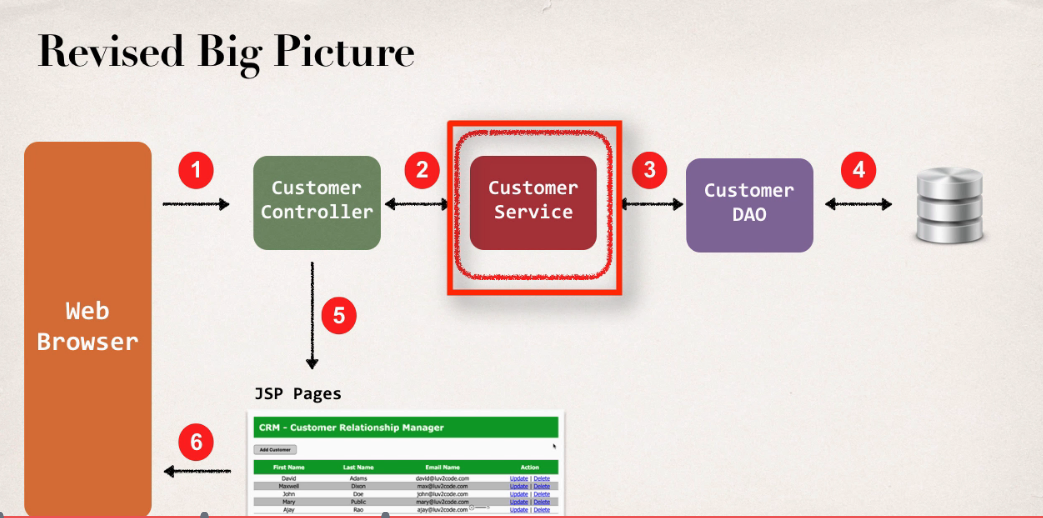 Revised Big Picture
1
2
3
4
Customer
Controller
Customer
Service
Customer
DAO
Web
Browser
5
JSP Pages
6
CRM - Customer Relationship Manager
Add Customer
First Name Last Name Email Name Action
David Adams david@luv2code.com Update | Delete
Maxwell Dixon max@luv2code.com Update | Delete
John Doe john@luv2code.com Update | Delete
Mary Public mary@luv2code.com Update | Delete
Ajay Rao ajay@luv2code.com Update | Delete